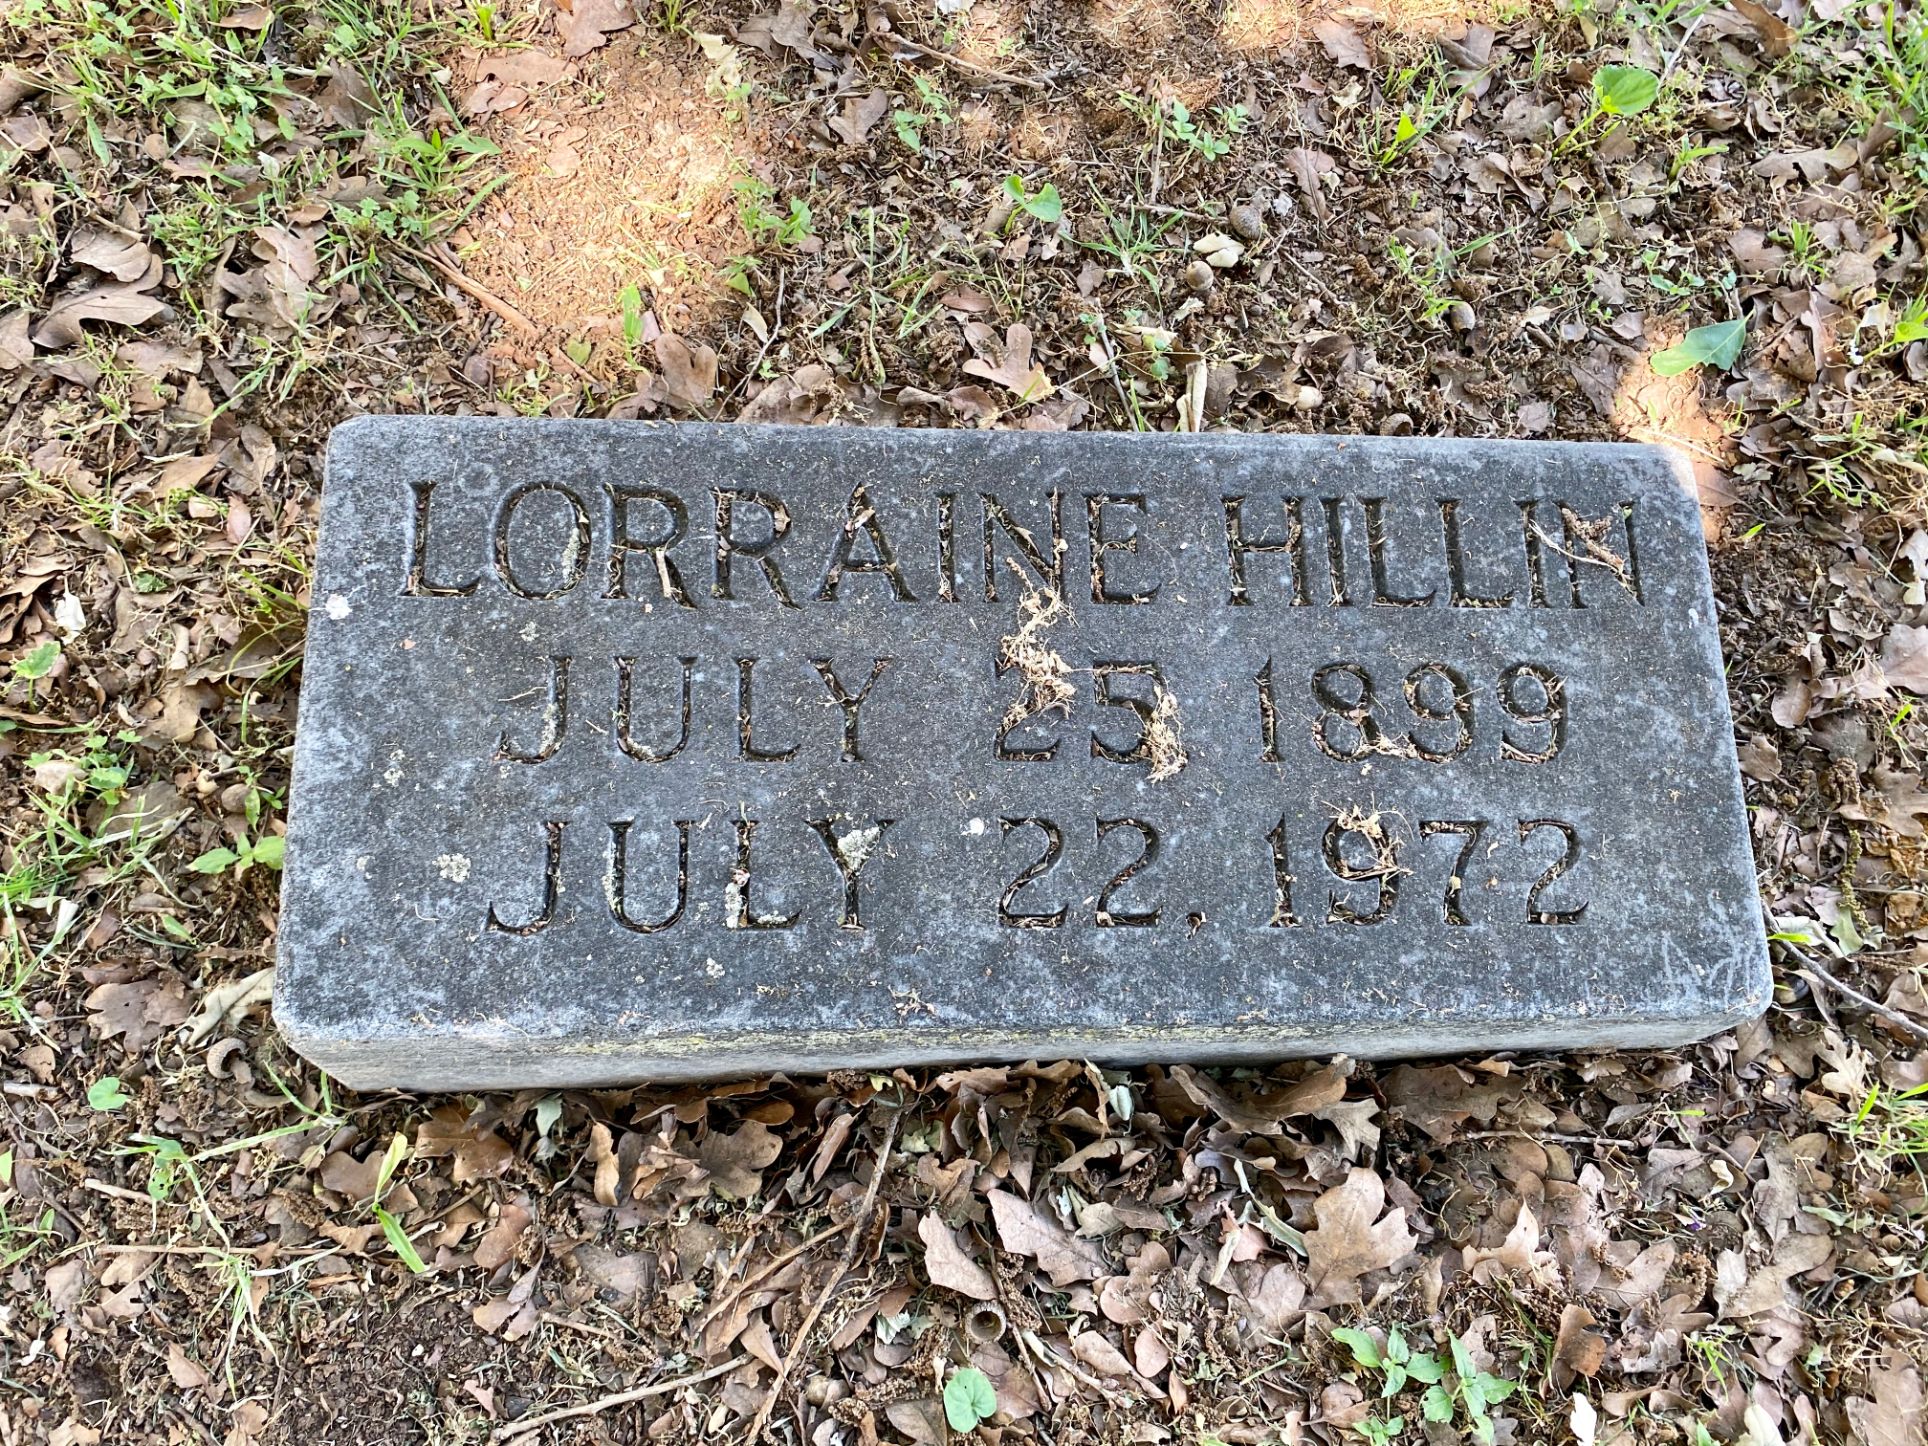 LORRAINE HILLIN
JULY 25, 1899
JULY 22, 1972